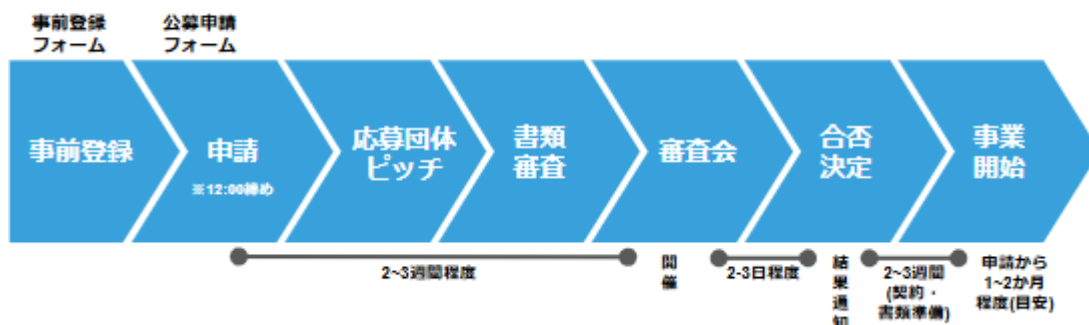 事前登録
フォーム
公募申請
フォーム
事前登録
申請
※12:00締め
応募団体
ピッチ
書類
審査
審査会
合否
決定
事業
開始
2~3週間程度
開
催
2-3日程度
結
果
通
知
2~3週間
(契約・
書類準備)
申請から
1~2か月
程度(目安)